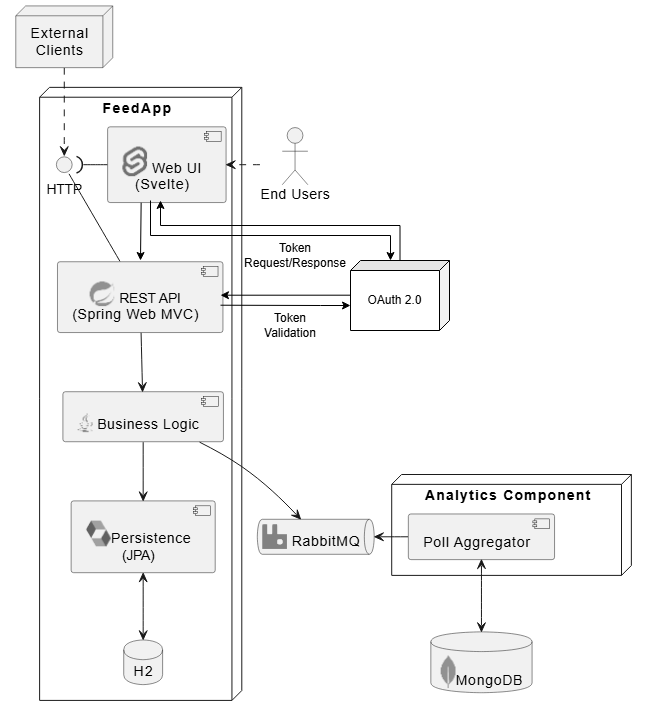 External
Clients
FeedApp
Web UI
(Svelte)
HTTP
End Users
Token
Request/Response
REST API
(Spring Web MVC)
OAuth 2.0
Token
Validation
Business Logic
Analytics Component
Persistence
(JPA)
RabbitMQ
Poll Aggregator
H2
MongoDB